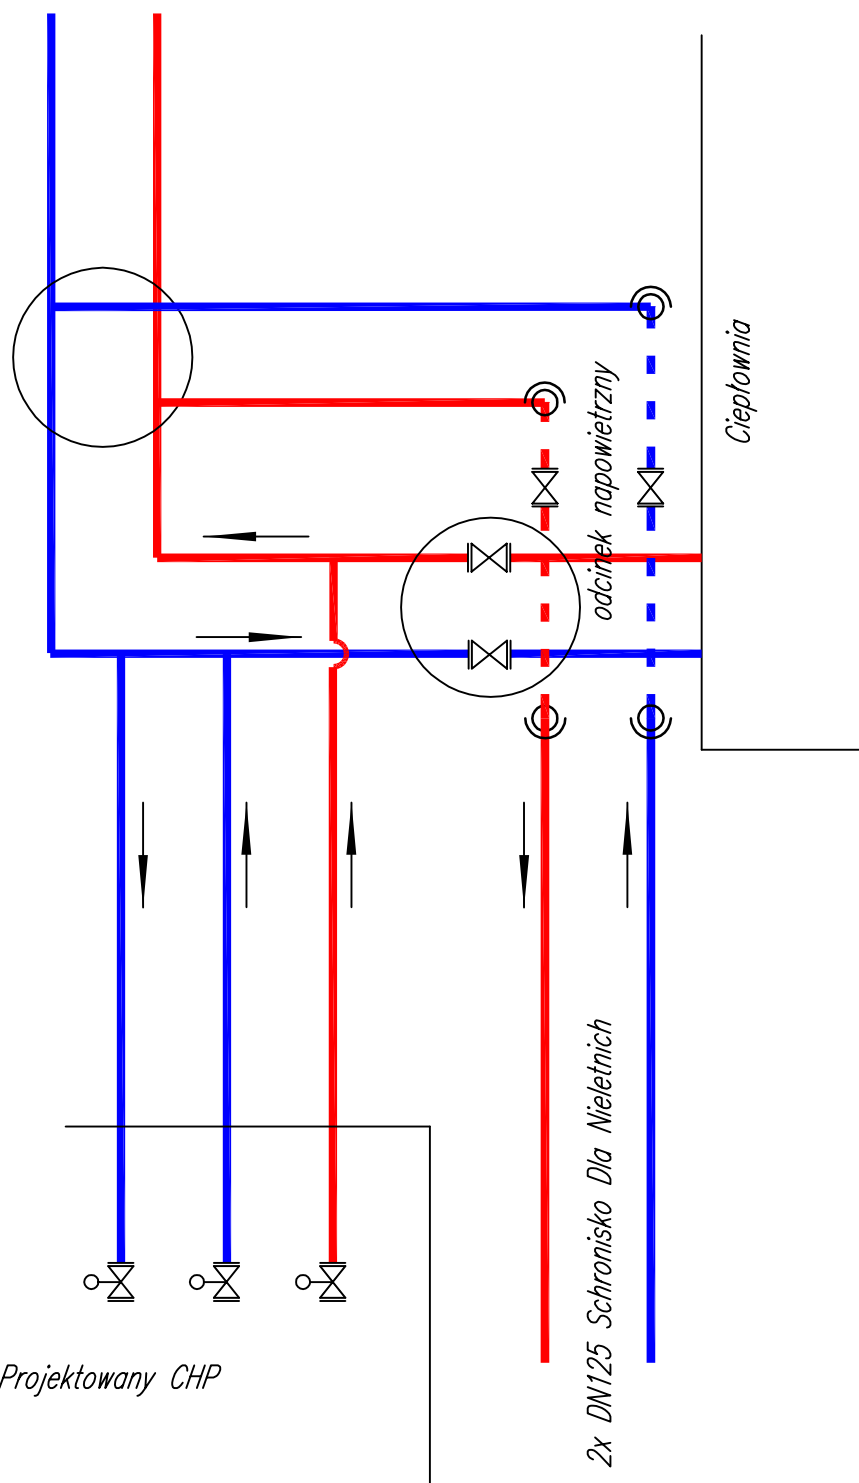 Ciepłownia
odcinek napowietrzny
2x DN125 Schronisko Dla Nieletnich
Projektowany CHP